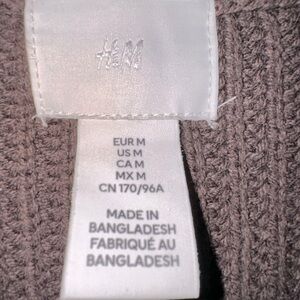 H&M
EUR M
US M
CA M
MX M
CN 170/96A
MADE IN
BANGLADESH
FABRIQUÉ AU
BANGLADESH